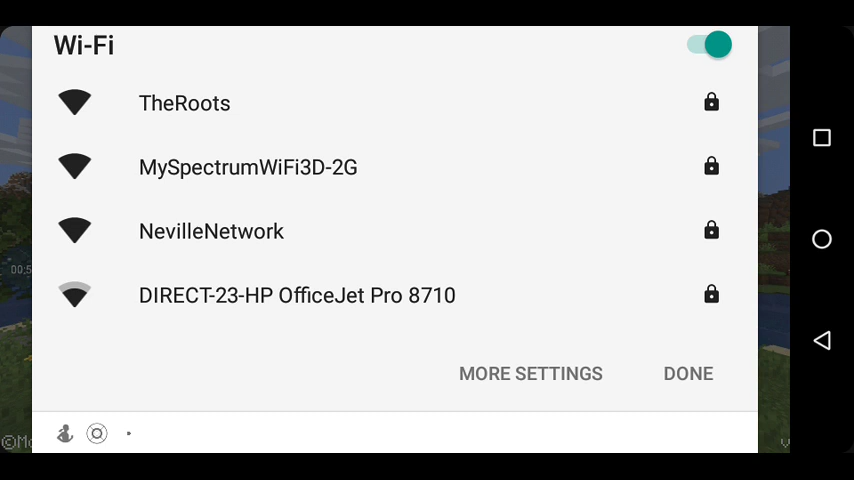 Wi-Fi
TheRoots
MySpectrumWiFi3D-2G
NevilleNetwork
DIRECT-23-HP OfficeJet Pro 8710
MORE SETTINGS DONE